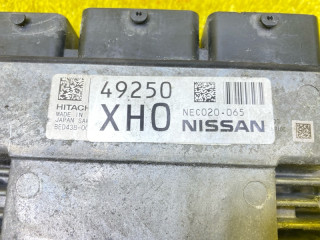 49250
HITACHI
MADE IN
JAPAN
XH0
NEC020-065
NISSAN